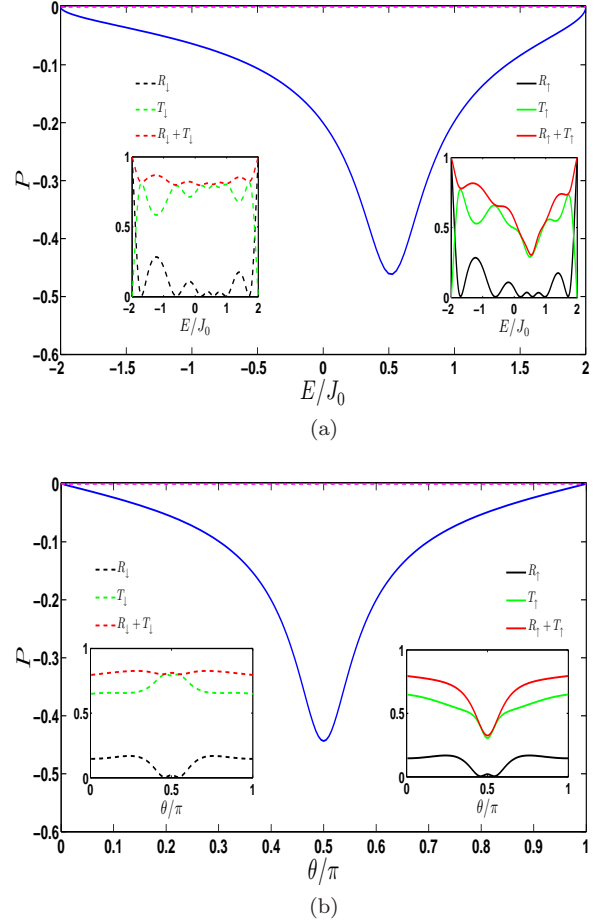 0
−0.1
−0.2
−0.3
−0.4
−0.5
−0.6
P
−2
−1.5
−1
−0.5
0
0.5
1
1.5
2
E/J₀
R↓
T↓
R↓ + T↓
1
0.5
0
−2
−1
0
1
2
E/J₀
R↑
T↑
R↑ + T↑
1
0.5
0
−2
−1
0
1
2
E/J₀
(a)
0
−0.1
−0.2
−0.3
−0.4
−0.5
−0.6
P
0
0.1
0.2
0.3
0.4
0.5
0.6
0.7
0.8
0.9
1
θ/π
R↓
T↓
R↓ + T↓
1
0.5
0
0
0.5
1
θ/π
R↑
T↑
R↑ + T↑
1
0.5
0
0
0.5
1
θ/π
(b)